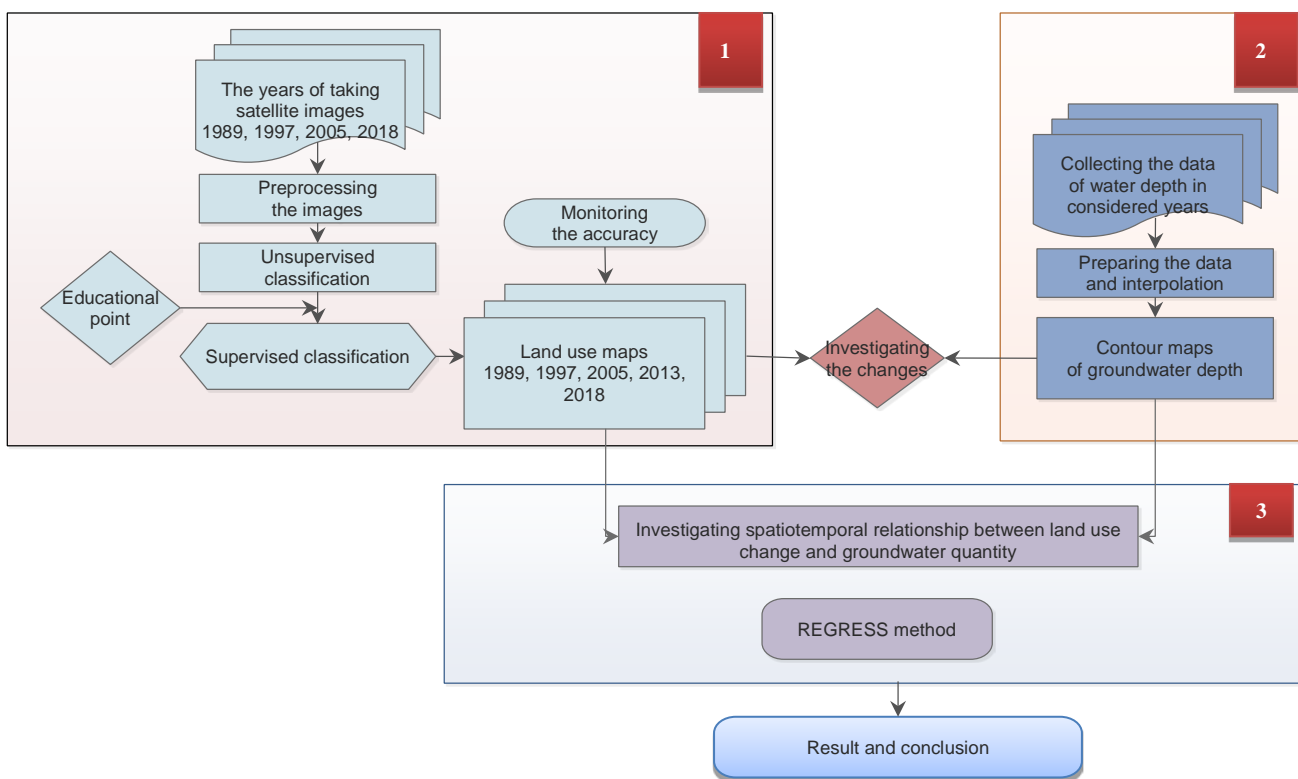 1
The years of taking
satellite images
1989, 1997, 2005, 2018
Preprocessing
the images
Unsupervised
classification
Educational
point
Supervised classification
Monitoring
the accuracy
Land use maps
1989, 1997, 2005, 2013,
2018
Investigating
the changes
2
Collecting the data
of water depth in
considered years
Preparing the data
and interpolation
Contour maps
of groundwater depth
3
Investigating spatiotemporal relationship between land use
change and groundwater quantity
REGRESS method
Result and conclusion